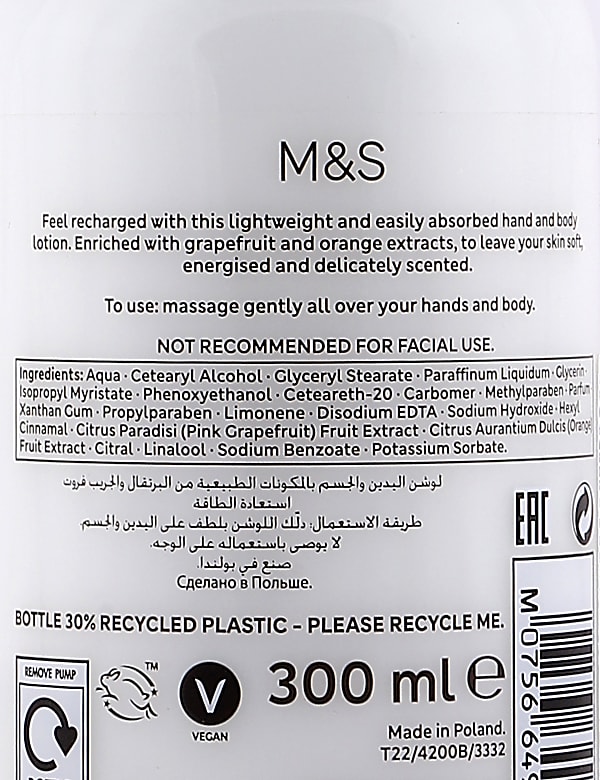 M&S
Feel recharged with this lightweight and easily absorbed hand and body
lotion. Enriched with grapefruit and orange extracts, to leave your skin soft,
energised and delicately scented.
To use: massage gently all over your hands and body.
NOT RECOMMENDED FOR FACIAL USE.
Ingredients: Aqua · Cetearyl Alcohol · Glyceryl Stearate · Paraffinum Liquidum · Glycerin ·
Isopropyl Myristate · Phenoxyethanol · Ceteareth-20 · Carbomer · Methylparaben · Parfum
Xanthan Gum · Propylparaben · Limonene · Disodium EDTA · Sodium Hydroxide · Hexyl
Cinnamal · Citrus Paradisi (Pink Grapefruit) Fruit Extract · Citrus Aurantium Dulcis (Orange)
Fruit Extract · Citral · Linalool · Sodium Benzoate · Potassium Sorbate.
لوشن اليدين والجسم بالمكونات الطبيعية من البرتقال والجريب فروت
استعادة الطاقة
طريقة الاستعمال: دلّك اللوشن بلطف على اليدين والجسم.
لا يوصى باستعماله على الوجه.
صنع في بولندا.
Сделано в Польше.
EAC
BOTTLE 30% RECYCLED PLASTIC – PLEASE RECYCLE ME.
REMOVE PUMP
TM
V
VEGAN
300 ml e
Made in Poland.
T22/4200B/3332
M 0756 64